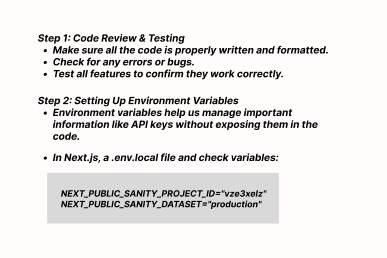 Step 1: Code Review & Testing
• Make sure all the code is properly written and formatted.
• Check for any errors or bugs.
• Test all features to confirm they work correctly.
Step 2: Setting Up Environment Variables
• Environment variables help us manage important
information like API keys without exposing them in the
code.
• In Next.js, a .env.local file and check variables:
NEXT_PUBLIC_SANITY_PROJECT_ID="vze3xelz"
NEXT_PUBLIC_SANITY_DATASET="production"